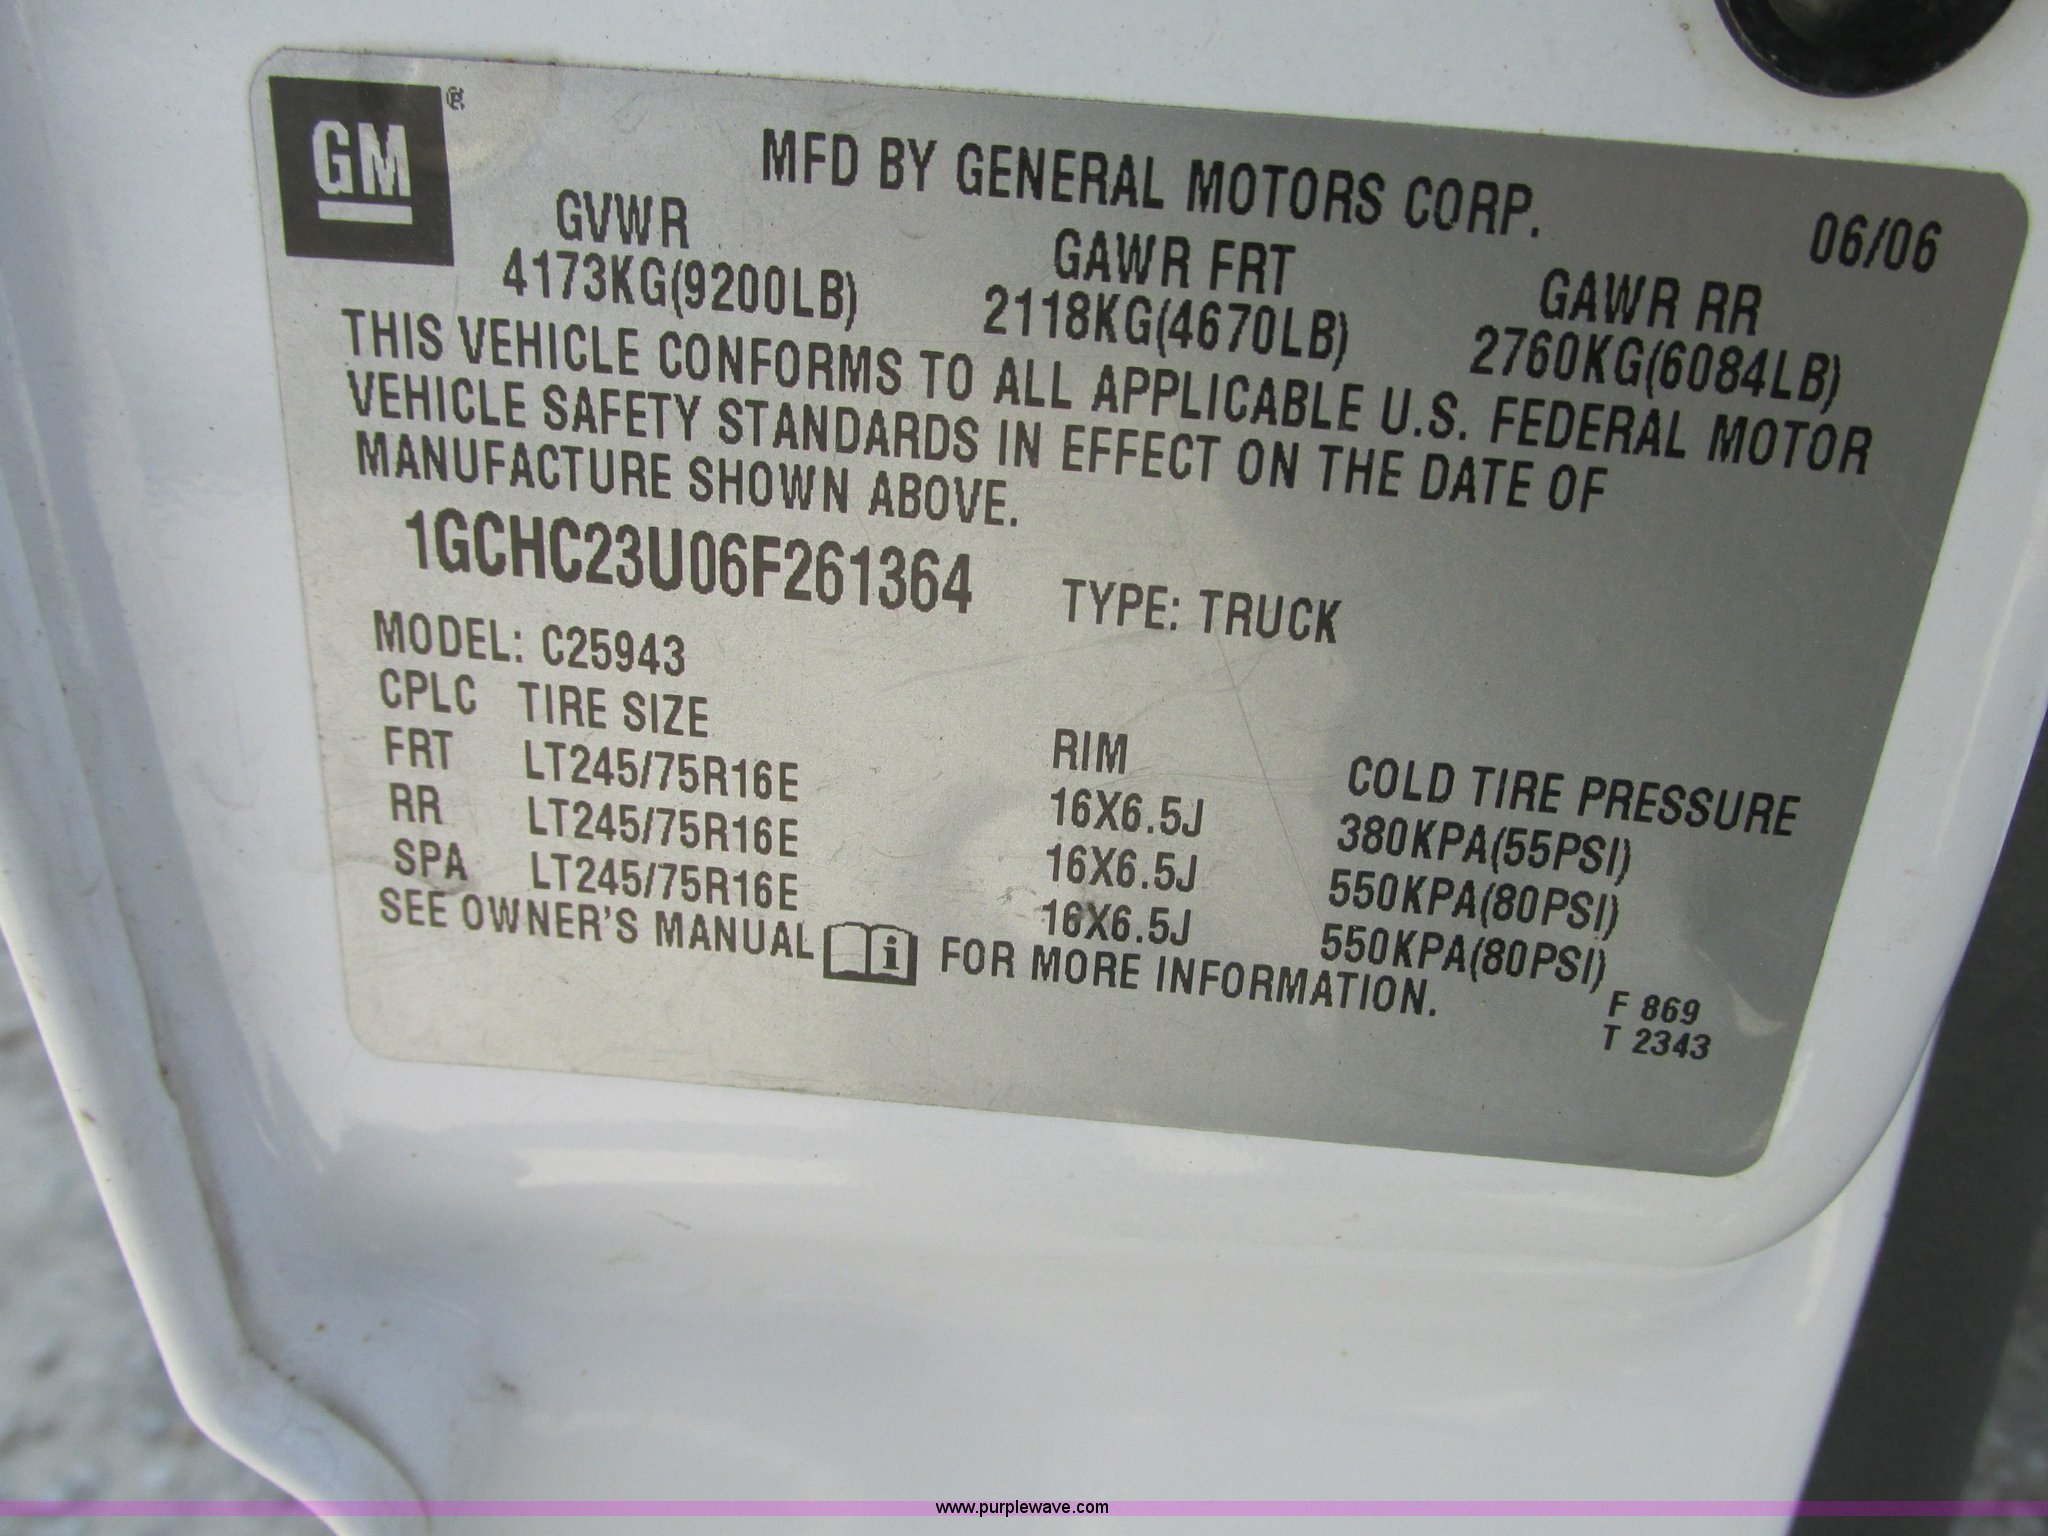 GM®
MFD BY GENERAL MOTORS CORP.
06/06
GVWR GAWR FRT GAWR RR
4173KG(9200LB) 2118KG(4670LB) 2760KG(6084LB)
THIS VEHICLE CONFORMS TO ALL APPLICABLE U.S. FEDERAL MOTOR
VEHICLE SAFETY STANDARDS IN EFFECT ON THE DATE OF
MANUFACTURE SHOWN ABOVE.
1GCHC23U06F261364 TYPE: TRUCK
MODEL: C25943
CPLC TIRE SIZE RIM COLD TIRE PRESSURE
FRT LT245/75R16E 16X6.5J 380KPA(55PSI)
RR LT245/75R16E 16X6.5J 550KPA(80PSI)
SPA LT245/75R16E 16X6.5J 550KPA(80PSI)
SEE OWNER'S MANUAL i FOR MORE INFORMATION.
F 869
T 2343
www.purplewave.com